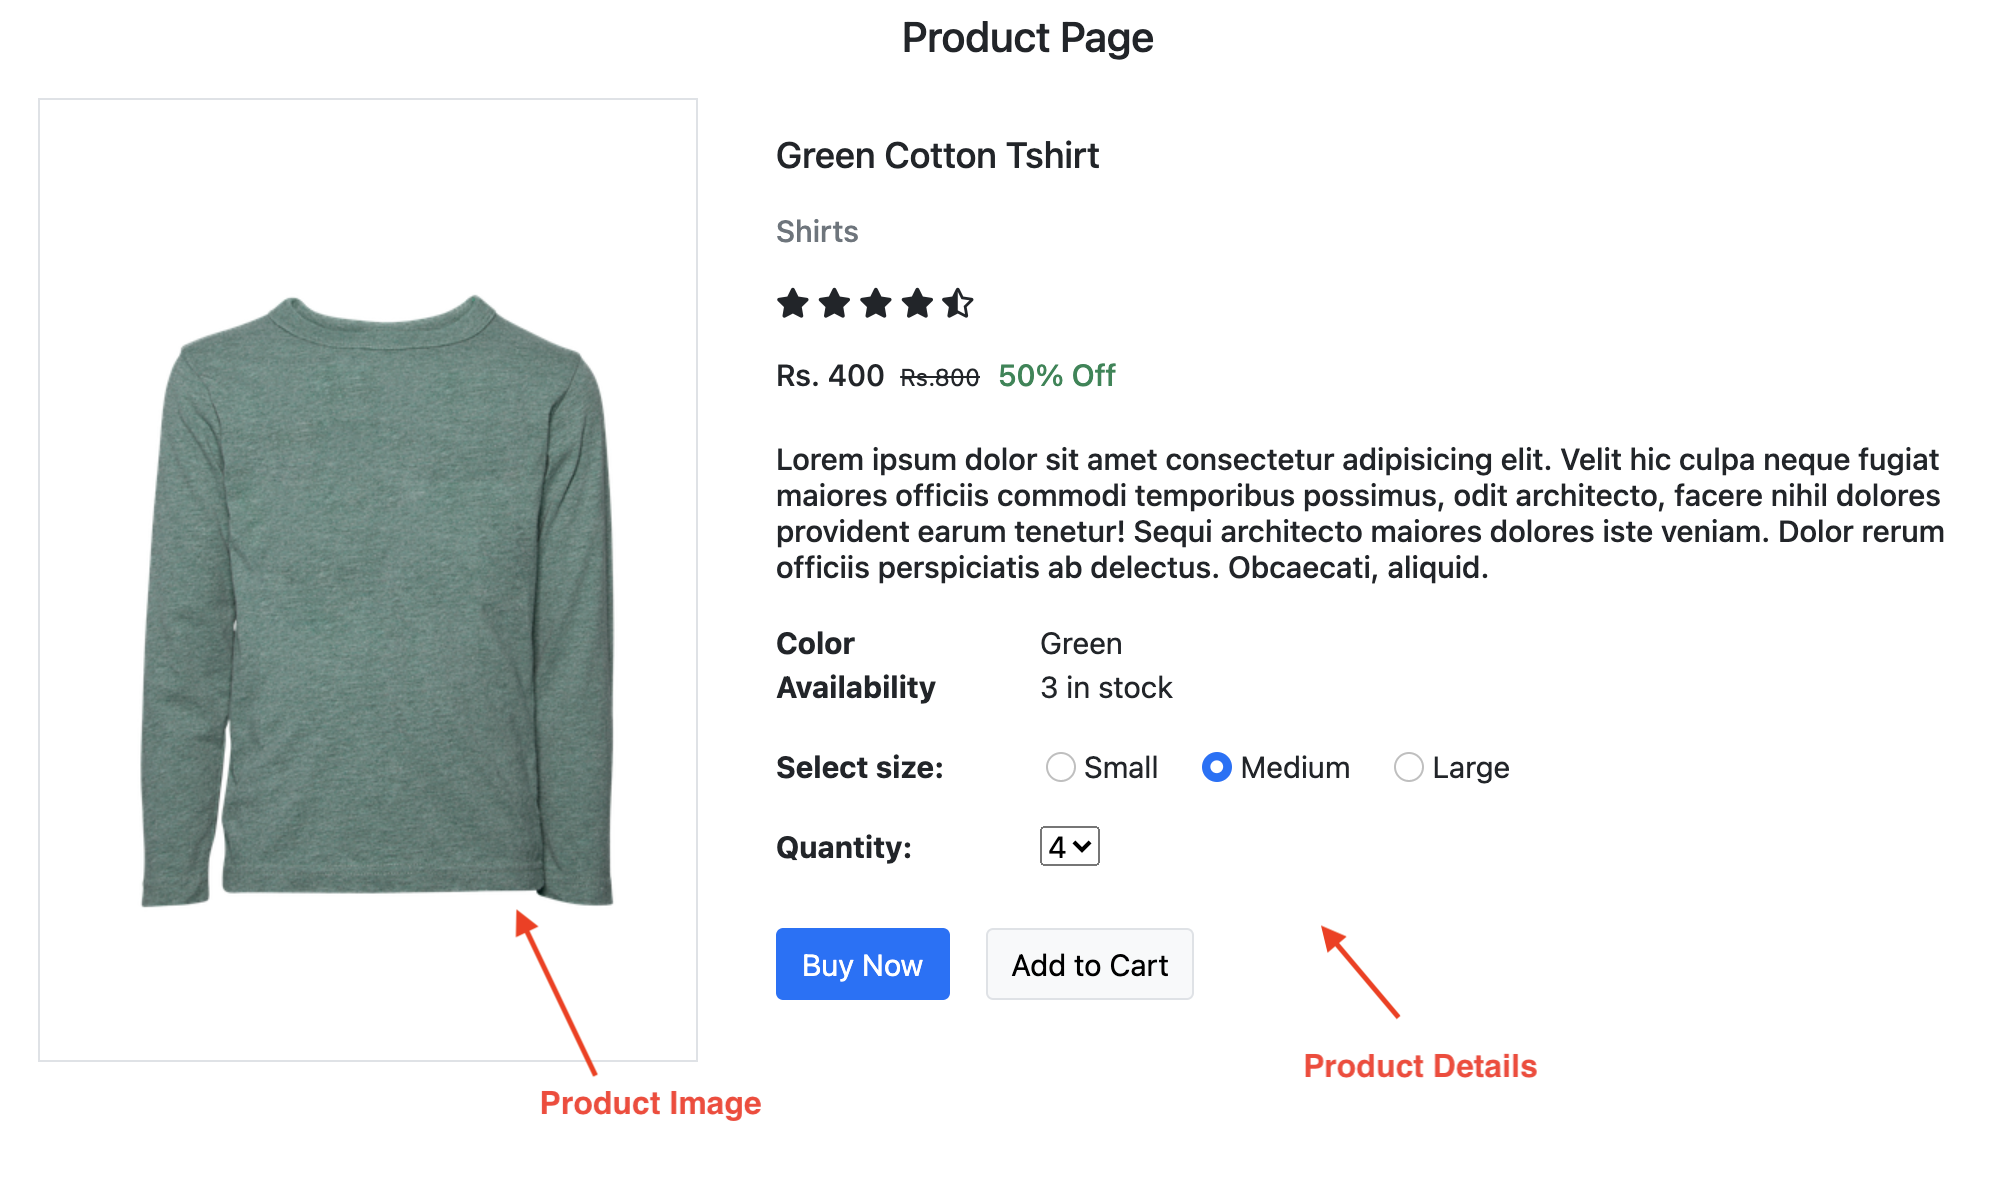 Product Page
Green Cotton Tshirt
Shirts
Rs. 400 Rs.800 50% Off
Lorem ipsum dolor sit amet consectetur adipisicing elit. Velit hic culpa neque fugiat
maiores officiis commodi temporibus possimus, odit architecto, facere nihil dolores
provident earum tenetur! Sequi architecto maiores dolores iste veniam. Dolor rerum
officiis perspiciatis ab delectus. Obcaecati, aliquid.
Color Green
Availability 3 in stock
Select size: Small Medium Large
Quantity: 4
Buy Now Add to Cart
Product Details
Product Image